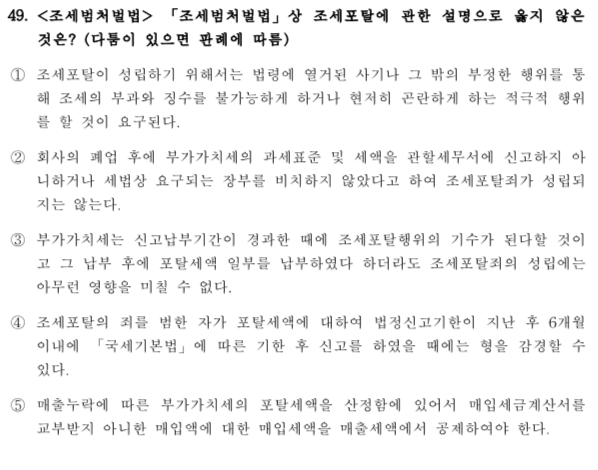 49. <조세범처벌법> 「조세범처벌법」상 조세포탈에 관한 설명으로 옳지 않은
것은? (다툼이 있으면 판례에 따름)
① 조세포탈이 성립하기 위해서는 법령에 열거된 사기나 그 밖의 부정한 행위를 통
해 조세의 부과와 징수를 불가능하게 하거나 현저히 곤란하게 하는 적극적 행위
를 할 것이 요구된다.
② 회사의 폐업 후에 부가가치세의 과세표준 및 세액을 관할세무서에 신고하지 아
니하거나 세법상 요구되는 장부를 비치하지 않았다고 하여 조세포탈죄가 성립되
지는 않는다.
③ 부가가치세는 신고납부기간이 경과한 때에 조세포탈행위의 기수가 된다할 것이
고 그 납부 후에 포탈세액 일부를 납부하였다 하더라도 조세포탈죄의 성립에는
아무런 영향을 미칠 수 없다.
④ 조세포탈의 죄를 범한 자가 포탈세액에 대하여 법정신고기한이 지난 후 6개월
이내에 「국세기본법」에 따른 기한 후 신고를 하였을 때에는 형을 감경할 수
있다.
⑤ 매출누락에 따른 부가가치세의 포탈세액을 산정함에 있어서 매입세금계산서를
교부받지 아니한 매입액에 대한 매입세액을 매출세액에서 공제하여야 한다.